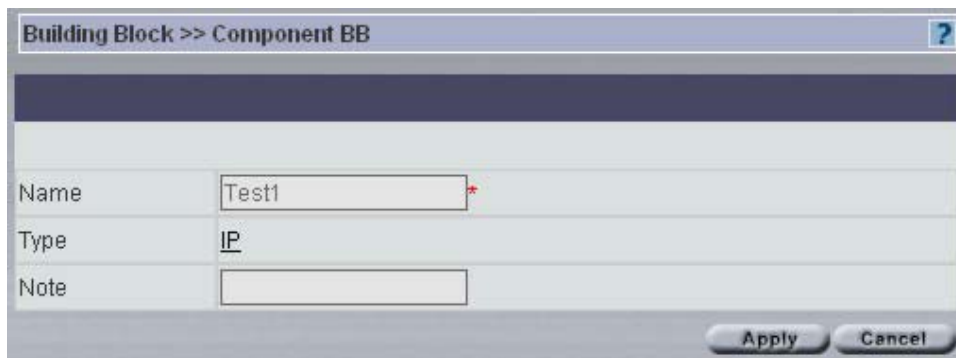 Building Block >> Component BB ?
Name Test1 *
Type IP
Note
Apply Cancel